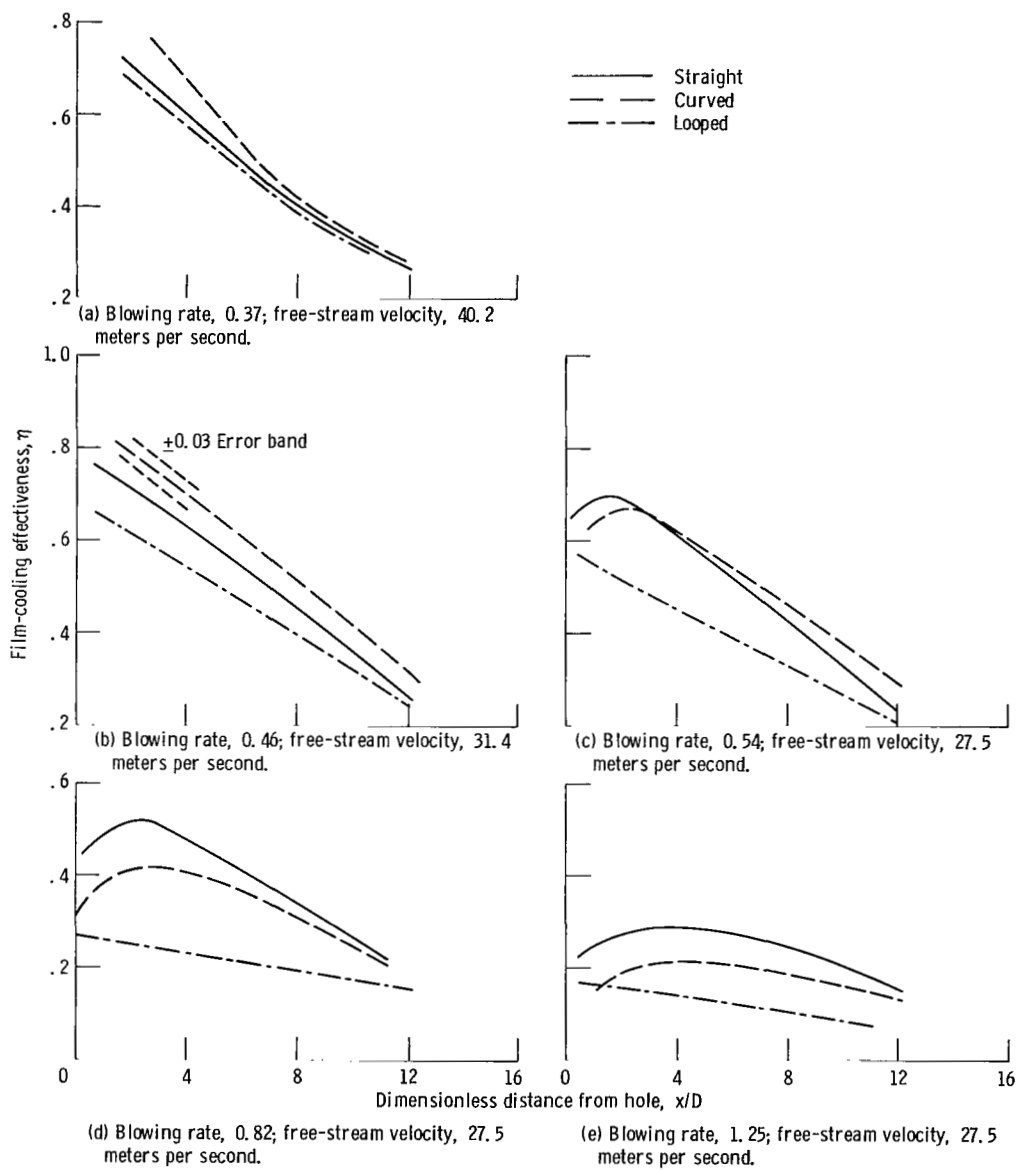 .8
.6
.4
.2
Straight
Curved
Looped
(a) Blowing rate, 0.37; free-stream velocity, 40.2
meters per second.
Film-cooling effectiveness, η
1.0
.8
.6
.4
.2
±0.03 Error band
(b) Blowing rate, 0.46; free-stream velocity, 31.4
meters per second.
(c) Blowing rate, 0.54; free-stream velocity, 27.5
meters per second.
.6
.4
.2
0 4 8 12 16
0 4 8 12 16
Dimensionless distance from hole, x/D
(d) Blowing rate, 0.82; free-stream velocity, 27.5
meters per second.
(e) Blowing rate, 1.25; free-stream velocity, 27.5
meters per second.